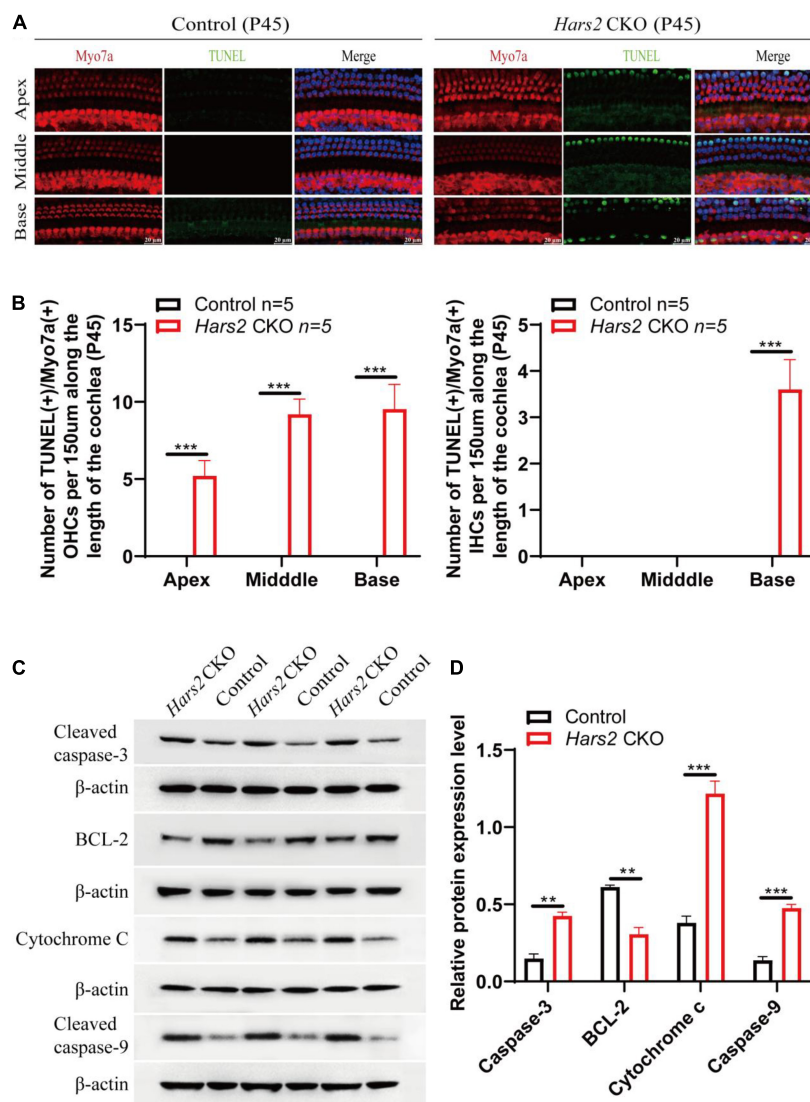 A
Control (P45)
Hars2 CKO (P45)
Myo7a TUNEL Merge
Myo7a TUNEL Merge
Apex
Middle
Base
20 μm 20 μm 20 μm
20 μm 20 μm 20 μm
B
Control n=5
Hars2 CKO n=5
Number of TUNEL(+)/Myo7a(+)
OHCs per 150um along the
length of the cochlea (P45)
15
10
5
0
***
***
***
Apex Midddle Base
Control n=5
Hars2 CKO n=5
Number of TUNEL(+)/Myo7a(+)
IHCs per 150um along the
length of the cochlea (P45)
5
4
3
2
1
0
***
Apex Midddle Base
C
Hars2 CKO Control Hars2 CKO Control Hars2 CKO Control
Cleaved
caspase-3
β-actin
BCL-2
β-actin
Cytochrome C
β-actin
Cleaved
caspase-9
β-actin
D
Control
Hars2 CKO
Relative protein expression level
1.5
1.0
0.5
0.0
**
**
***
***
Caspase-3
BCL-2
Cytochrome c
Caspase-9